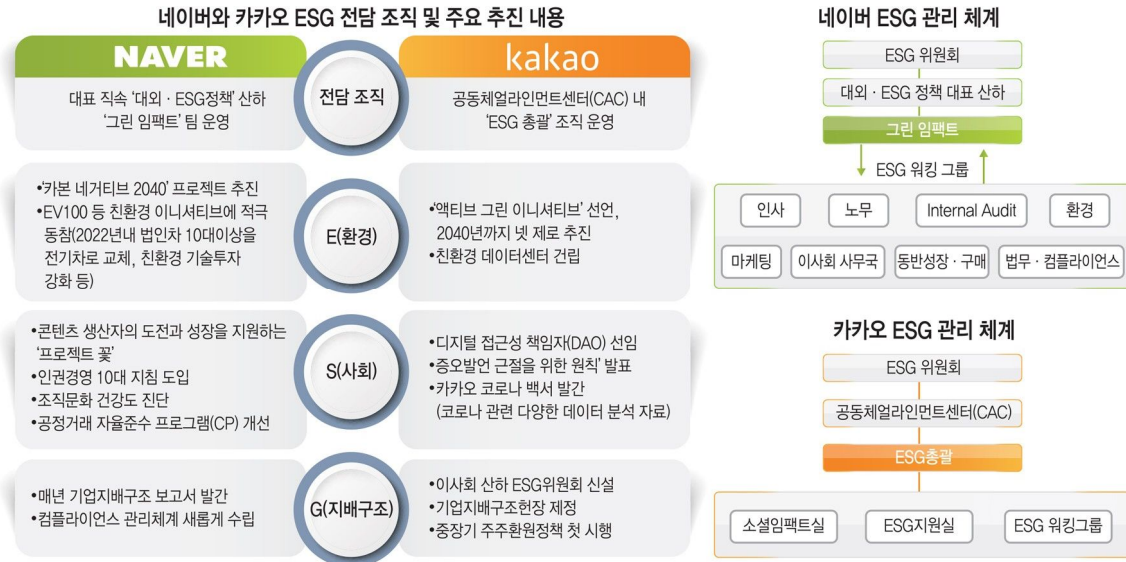 네이버와 카카오 ESG 전담 조직 및 주요 추진 내용
NAVER
kakao
전담 조직
대표 직속 '대외 · ESG정책' 산하
'그린 임팩트' 팀 운영
공동체얼라인먼트센터(CAC) 내
'ESG 총괄' 조직 운영
E(환경)
•'카본 네거티브 2040' 프로젝트 추진
•EV100 등 친환경 이니셔티브에 적극
동참(2022년내 법인차 10대이상을
전기차로 교체, 친환경 기술투자
강화 등)
•'액티브 그린 이니셔티브' 선언,
2040년까지 넷 제로 추진
•친환경 데이터센터 건립
S(사회)
•콘텐츠 생산자의 도전과 성장을 지원하는
'프로젝트 꽃'
•인권경영 10대 지침 도입
•조직문화 건강도 진단
•공정거래 자율준수 프로그램(CP) 개선
•디지털 접근성 책임자(DAO) 선임
•증오발언 근절을 위한 원칙' 발표
•카카오 코로나 백서 발간
(코로나 관련 다양한 데이터 분석 자료)
G(지배구조)
•매년 기업지배구조 보고서 발간
•컴플라이언스 관리체계 새롭게 수립
•이사회 산하 ESG위원회 신설
•기업지배구조헌장 제정
•중장기 주주환원정책 첫 시행
네이버 ESG 관리 체계
ESG 위원회
대외 · ESG 정책 대표 산하
그린 임팩트
ESG 워킹 그룹
인사
노무
Internal Audit
환경
마케팅
이사회 사무국
동반성장 · 구매
법무 · 컴플라이언스
카카오 ESG 관리 체계
ESG 위원회
공동체얼라인먼트센터(CAC)
ESG총괄
소셜임팩트실
ESG지원실
ESG 워킹그룹